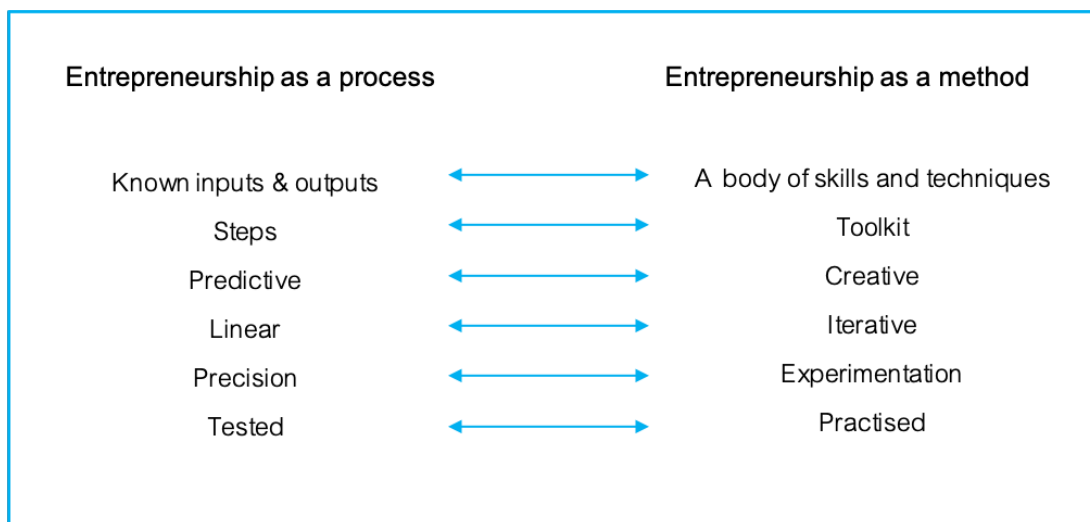 Entrepreneurship as a process Entrepreneurship as a method
Known inputs & outputs A body of skills and techniques
Steps Toolkit
Predictive Creative
Linear Iterative
Precision Experimentation
Tested Practised